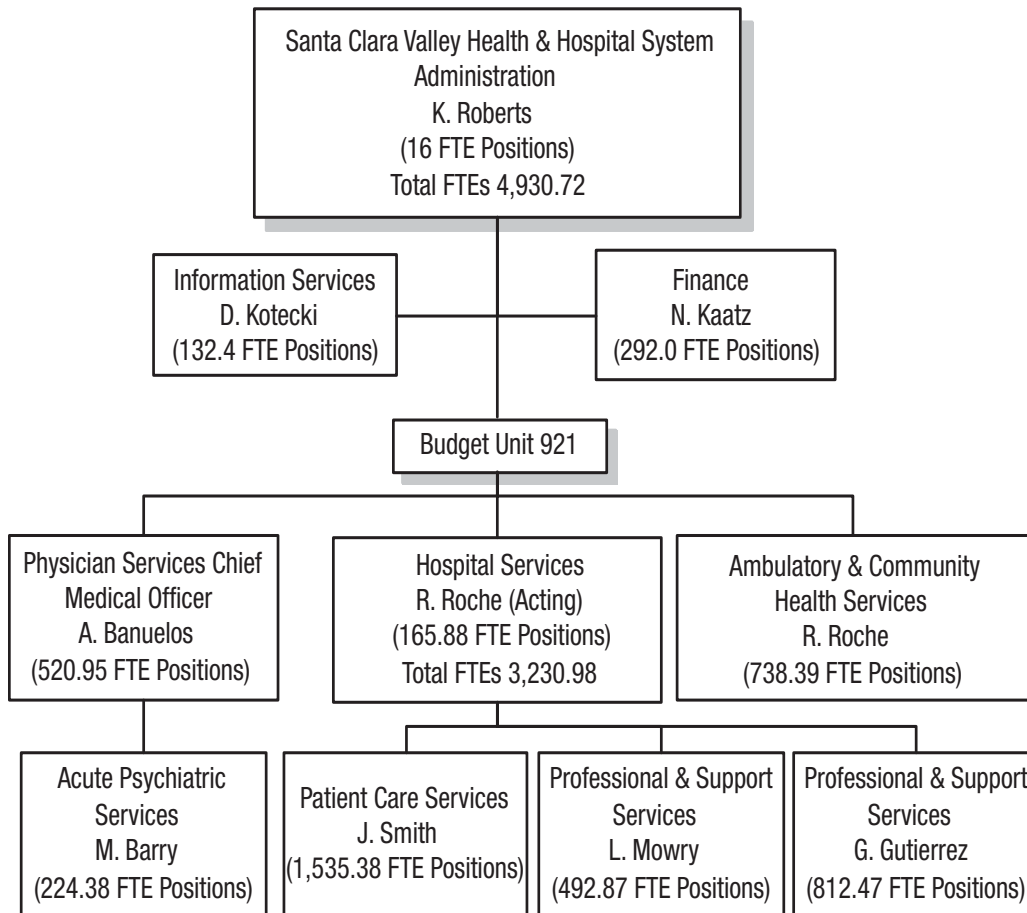 Santa Clara Valley Health & Hospital System
Administration
K. Roberts
(16 FTE Positions)
Total FTEs 4,930.72
Information Services
D. Kotecki
(132.4 FTE Positions)
Finance
N. Kaatz
(292.0 FTE Positions)
Budget Unit 921
Physician Services Chief
Medical Officer
A. Banuelos
(520.95 FTE Positions)
Hospital Services
R. Roche (Acting)
(165.88 FTE Positions)
Total FTEs 3,230.98
Ambulatory & Community
Health Services
R. Roche
(738.39 FTE Positions)
Acute Psychiatric
Services
M. Barry
(224.38 FTE Positions)
Patient Care Services
J. Smith
(1,535.38 FTE Positions)
Professional & Support
Services
L. Mowry
(492.87 FTE Positions)
Professional & Support
Services
G. Gutierrez
(812.47 FTE Positions)